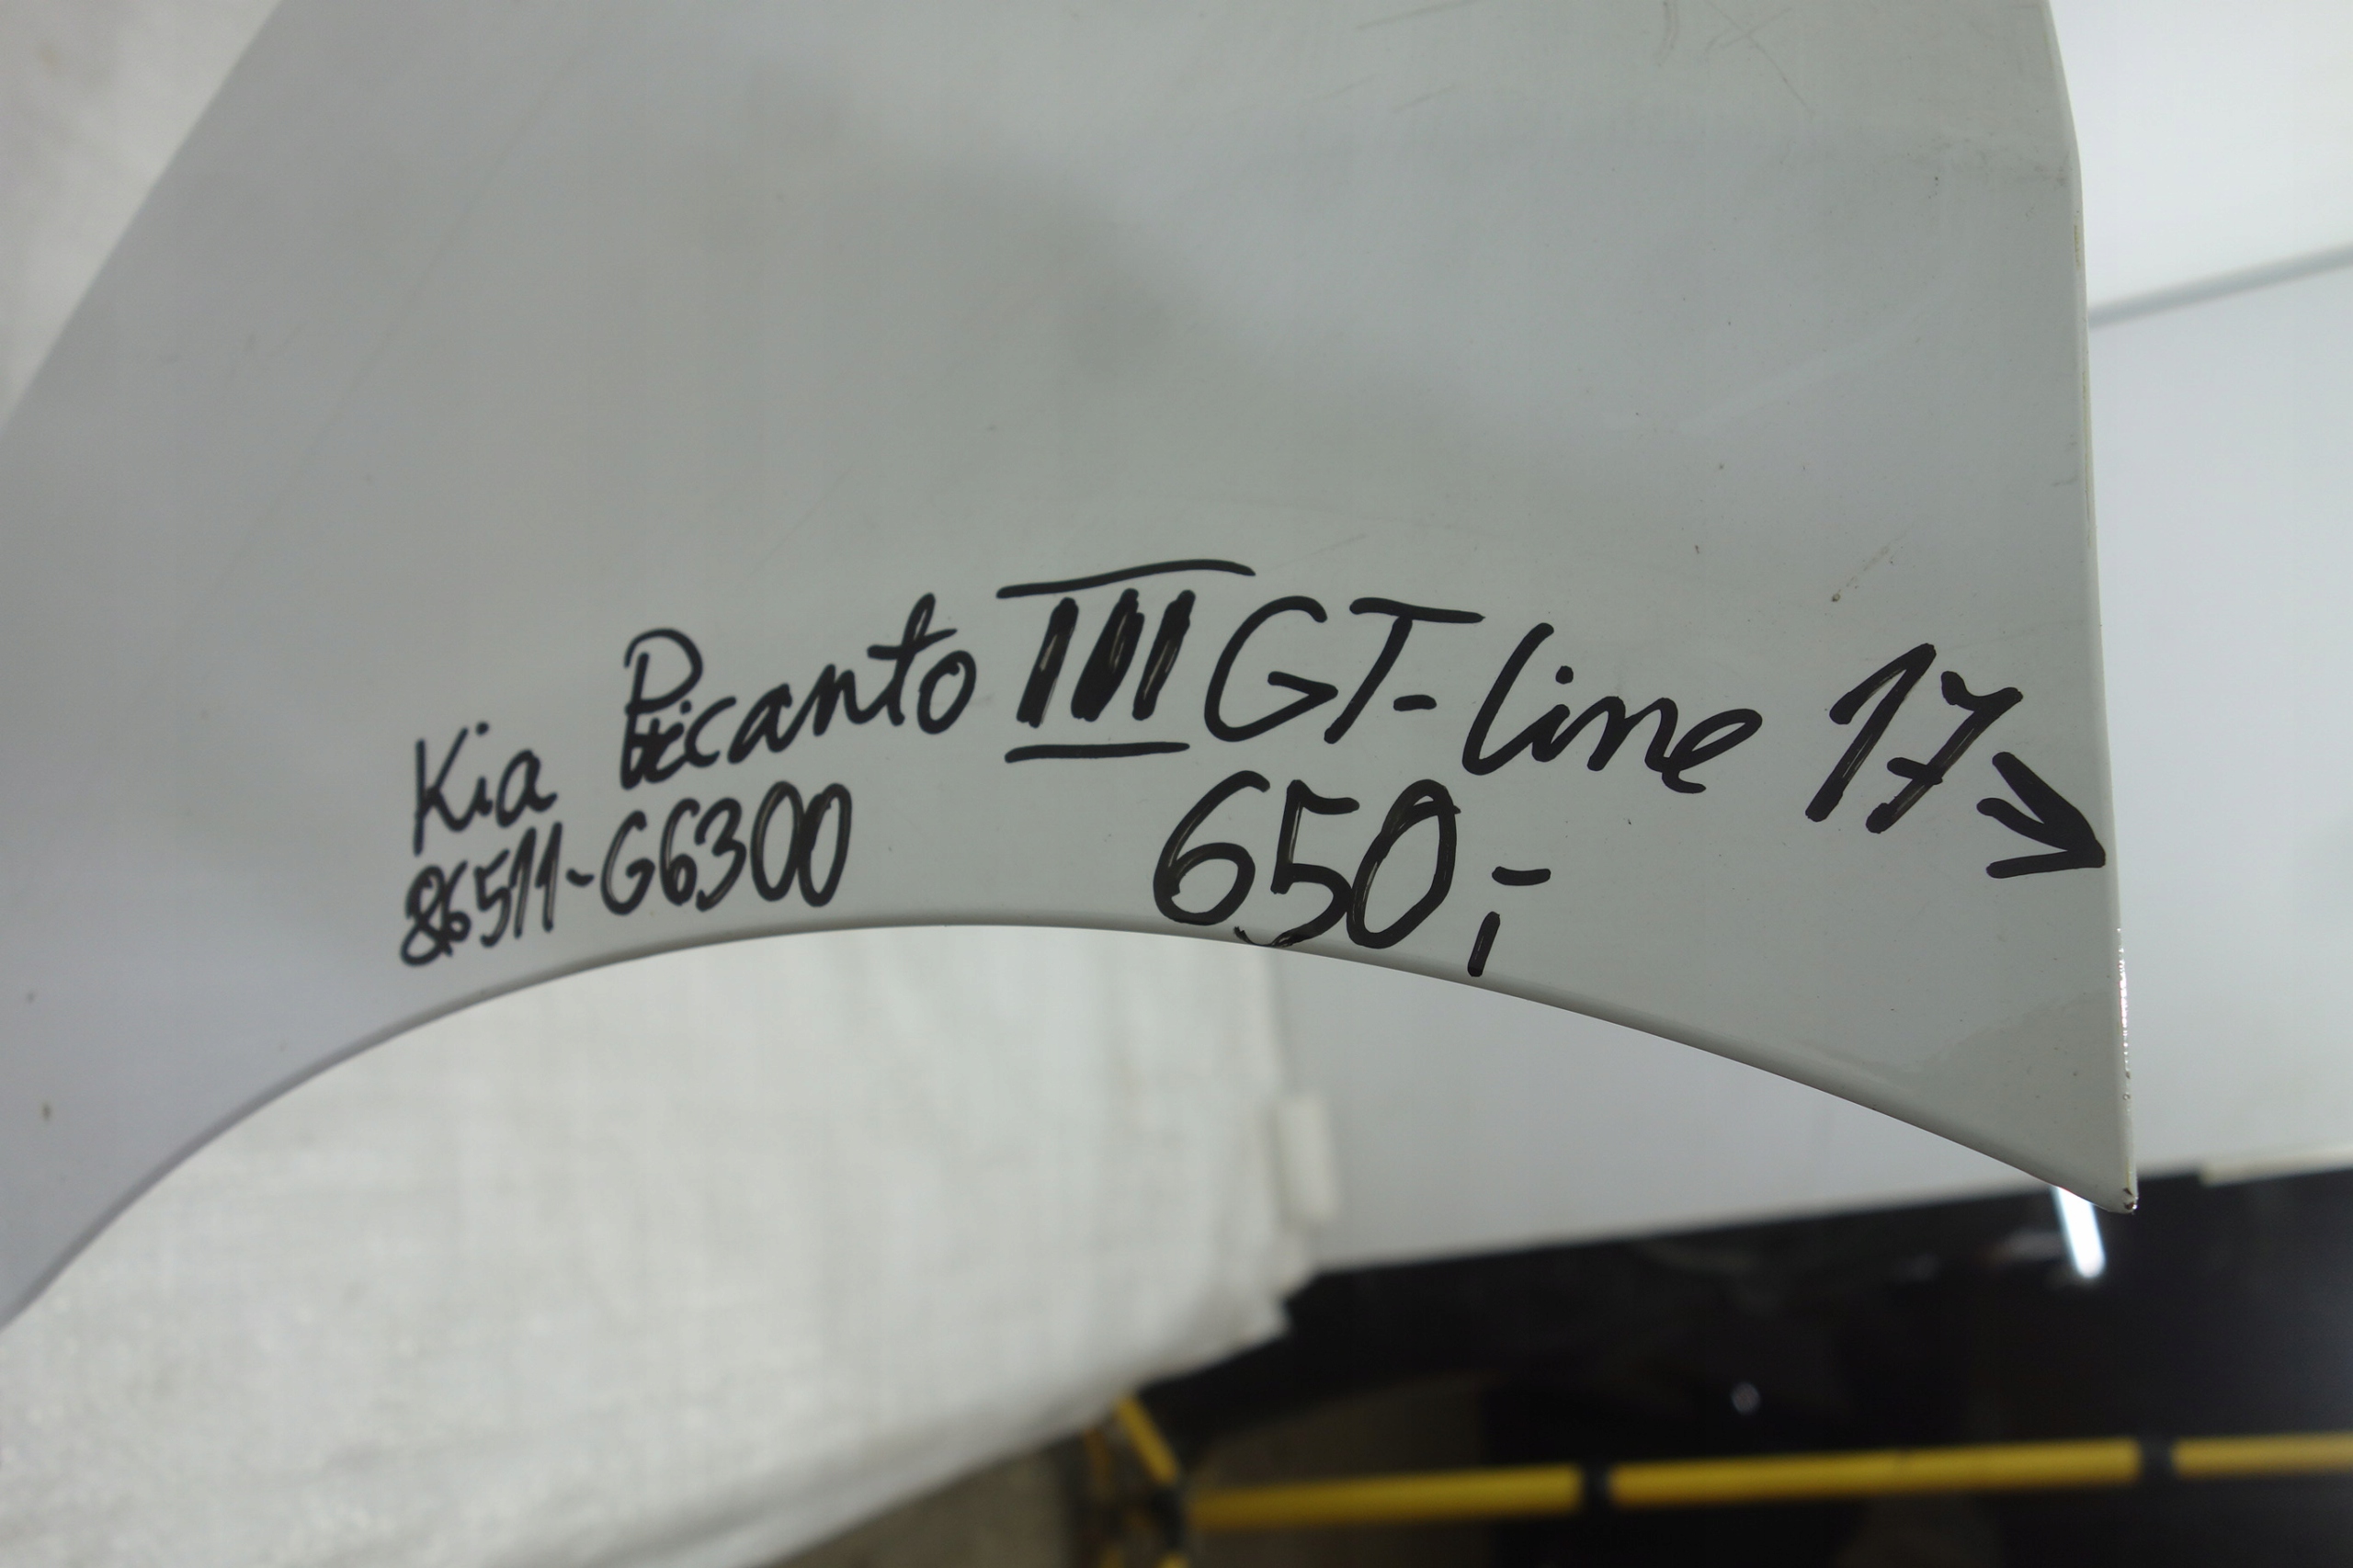 Kia Picanto III GT-line 17→
86511-G6300 650,-